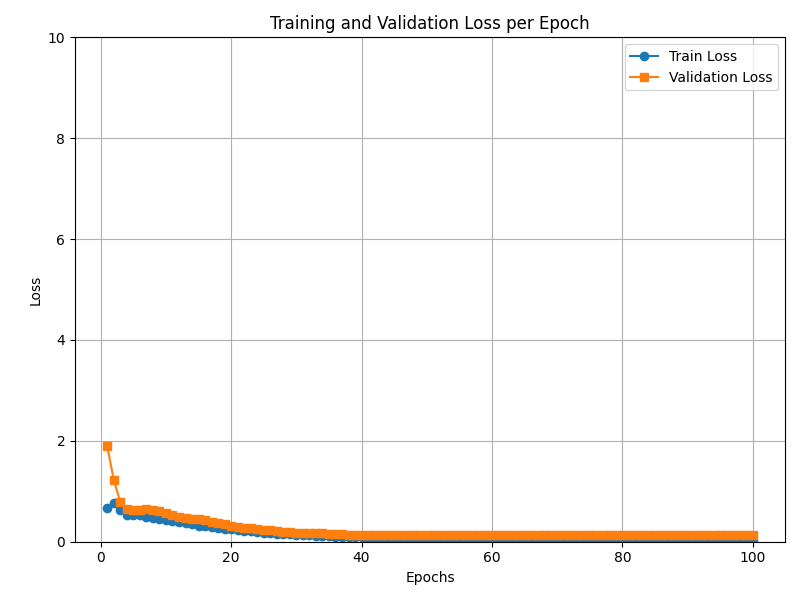 Training and Validation Loss per Epoch
Train Loss
Validation Loss
10
8
6
4
2
0
Loss
0 20 40 60 80 100
Epochs